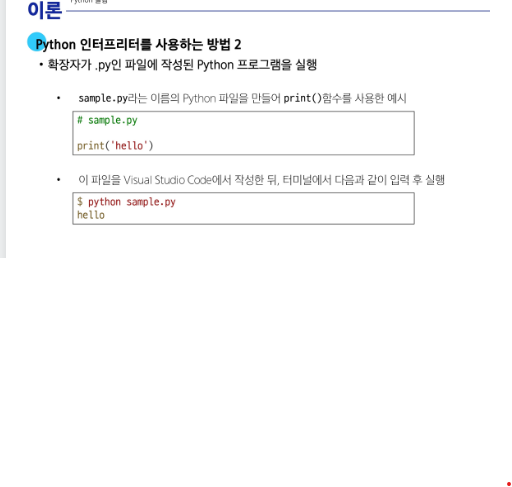 이론
Python 인터프리터를 사용하는 방법 2
• 확장자가 .py인 파일에 작성된 Python 프로그램을 실행
• sample.py라는 이름의 Python 파일을 만들어 print()함수를 사용한 예시
# sample.py
print('hello')
• 이 파일을 Visual Studio Code에서 작성한 뒤, 터미널에서 다음과 같이 입력 후 실행
$ python sample.py
hello